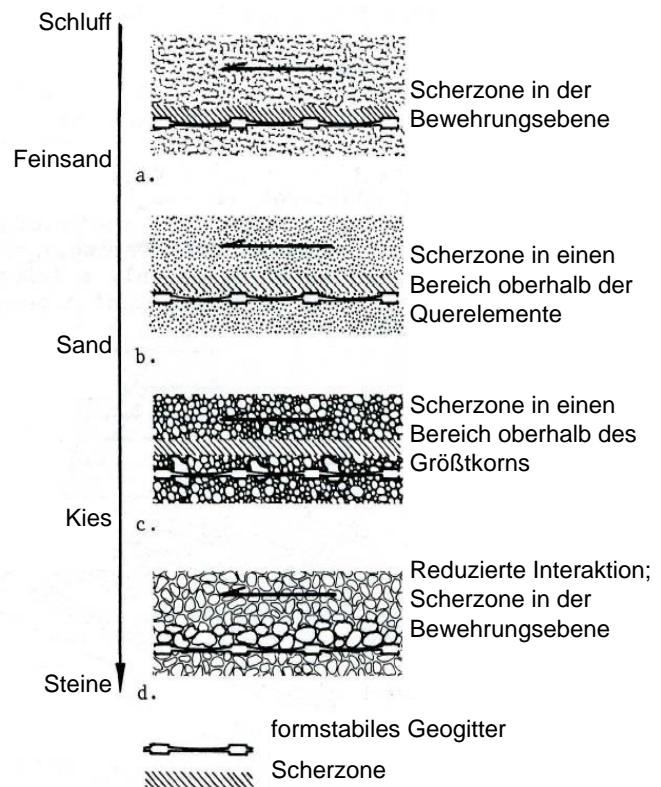 Schluff
Scherzone in der
Bewehrungsebene
Feinsand
a.
Scherzone in einen
Bereich oberhalb der
Querelemente
Sand
b.
Scherzone in einen
Bereich oberhalb des
Größtkorns
Kies
c.
Reduzierte Interaktion;
Scherzone in der
Bewehrungsebene
Steine
d.
formstabiles Geogitter
Scherzone